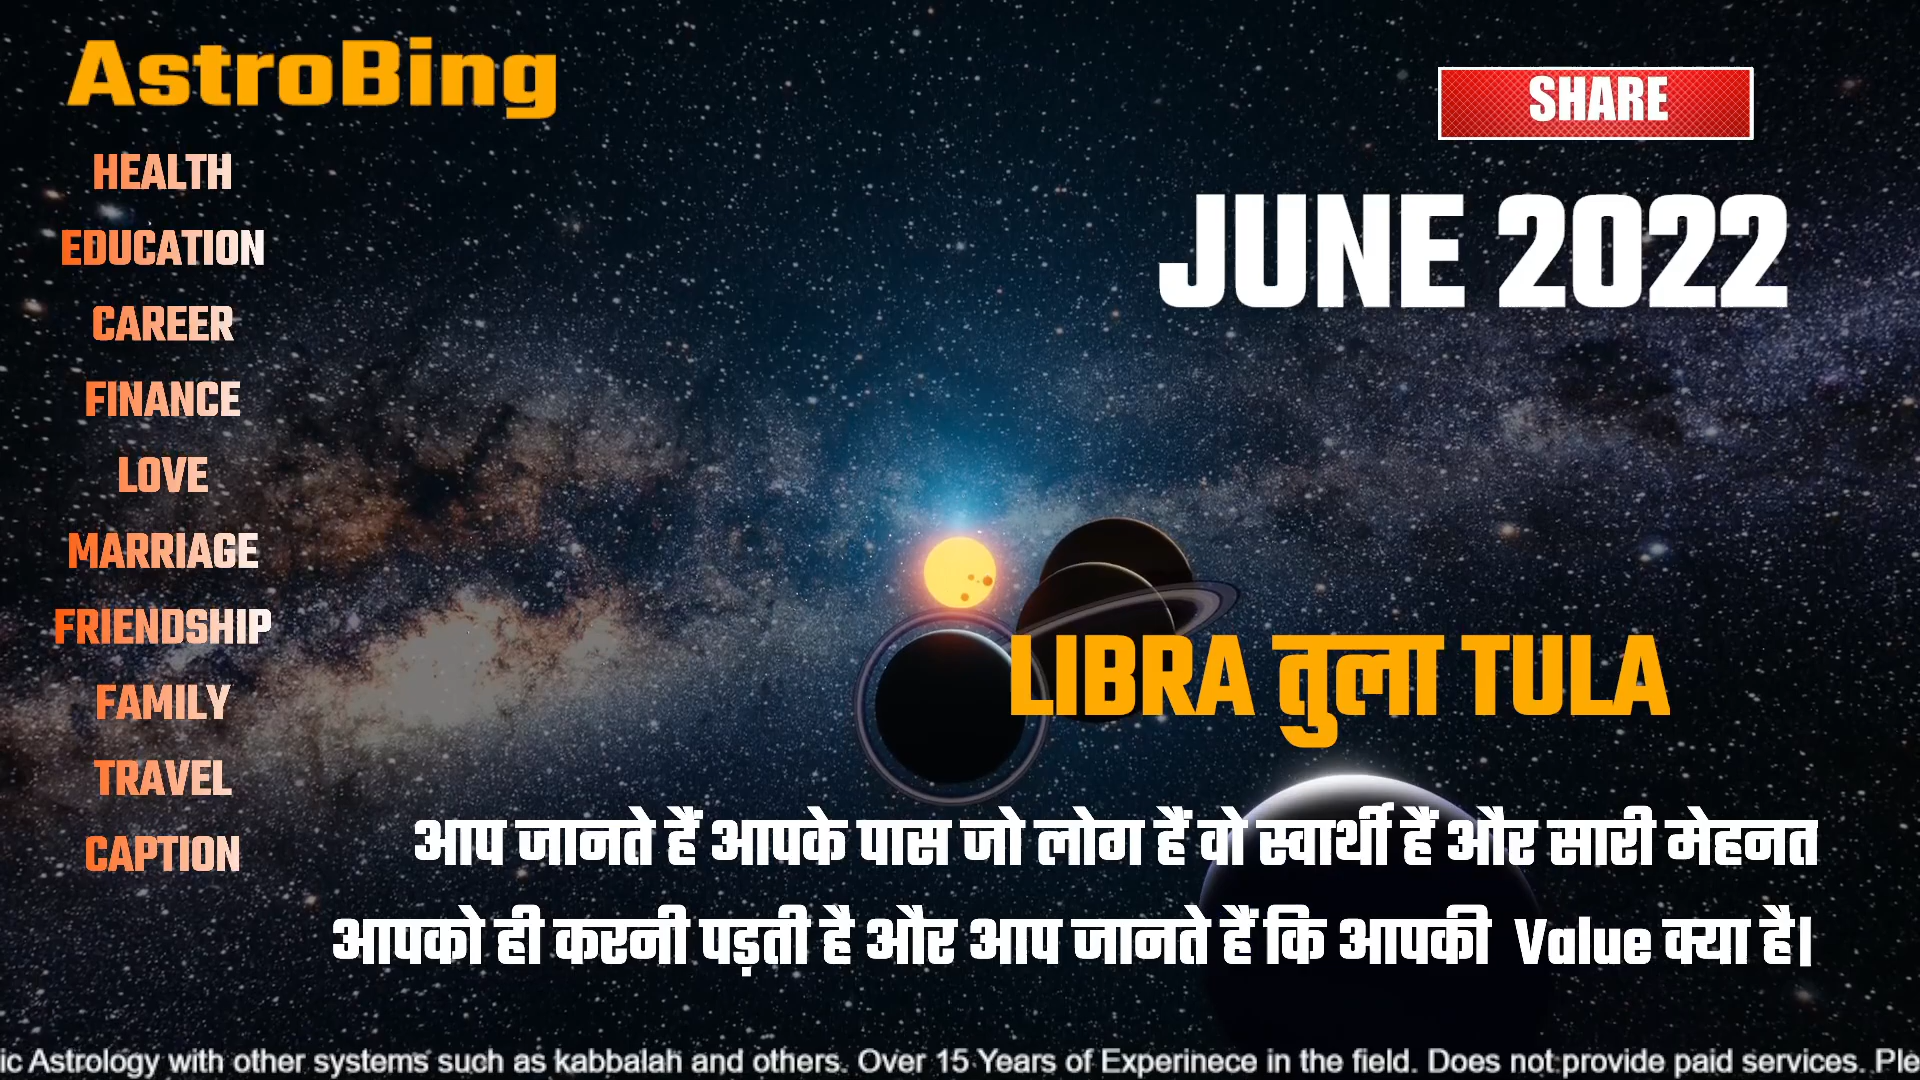 AstroBing
SHARE
JUNE 2022
HEALTH
EDUCATION
CAREER
FINANCE
LOVE
MARRIAGE
FRIENDSHIP
FAMILY
TRAVEL
CAPTION
LIBRA तुला TULA
आप जानते हैं आपके पास जो लोग हैं वो स्वार्थी हैं और सारी मेहनत
आपको ही करनी पड़ती है और आप जानते हैं कि आपकी Value क्या है।
ic Astrology with other systems such as kabbalah and others. Over 15 Years of Experinece in the field. Does not provide paid services. Ple